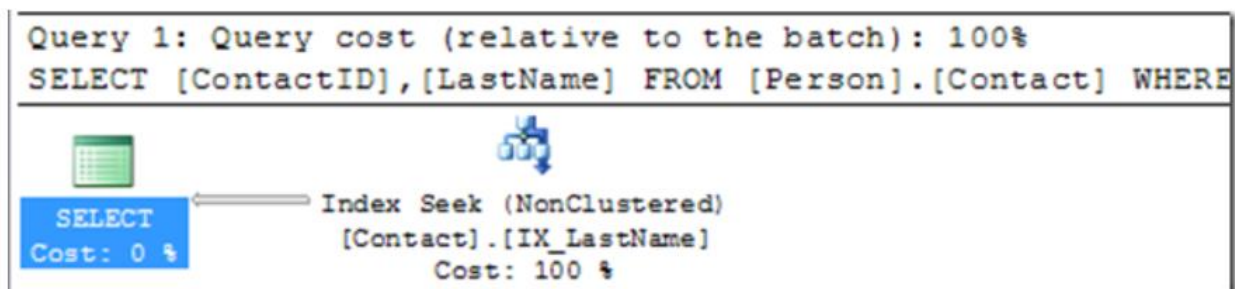 Query 1: Query cost (relative to the batch): 100%
SELECT [ContactID],[LastName] FROM [Person].[Contact] WHERE
SELECT
Cost: 0 %
Index Seek (NonClustered)
[Contact].[IX_LastName]
Cost: 100 %